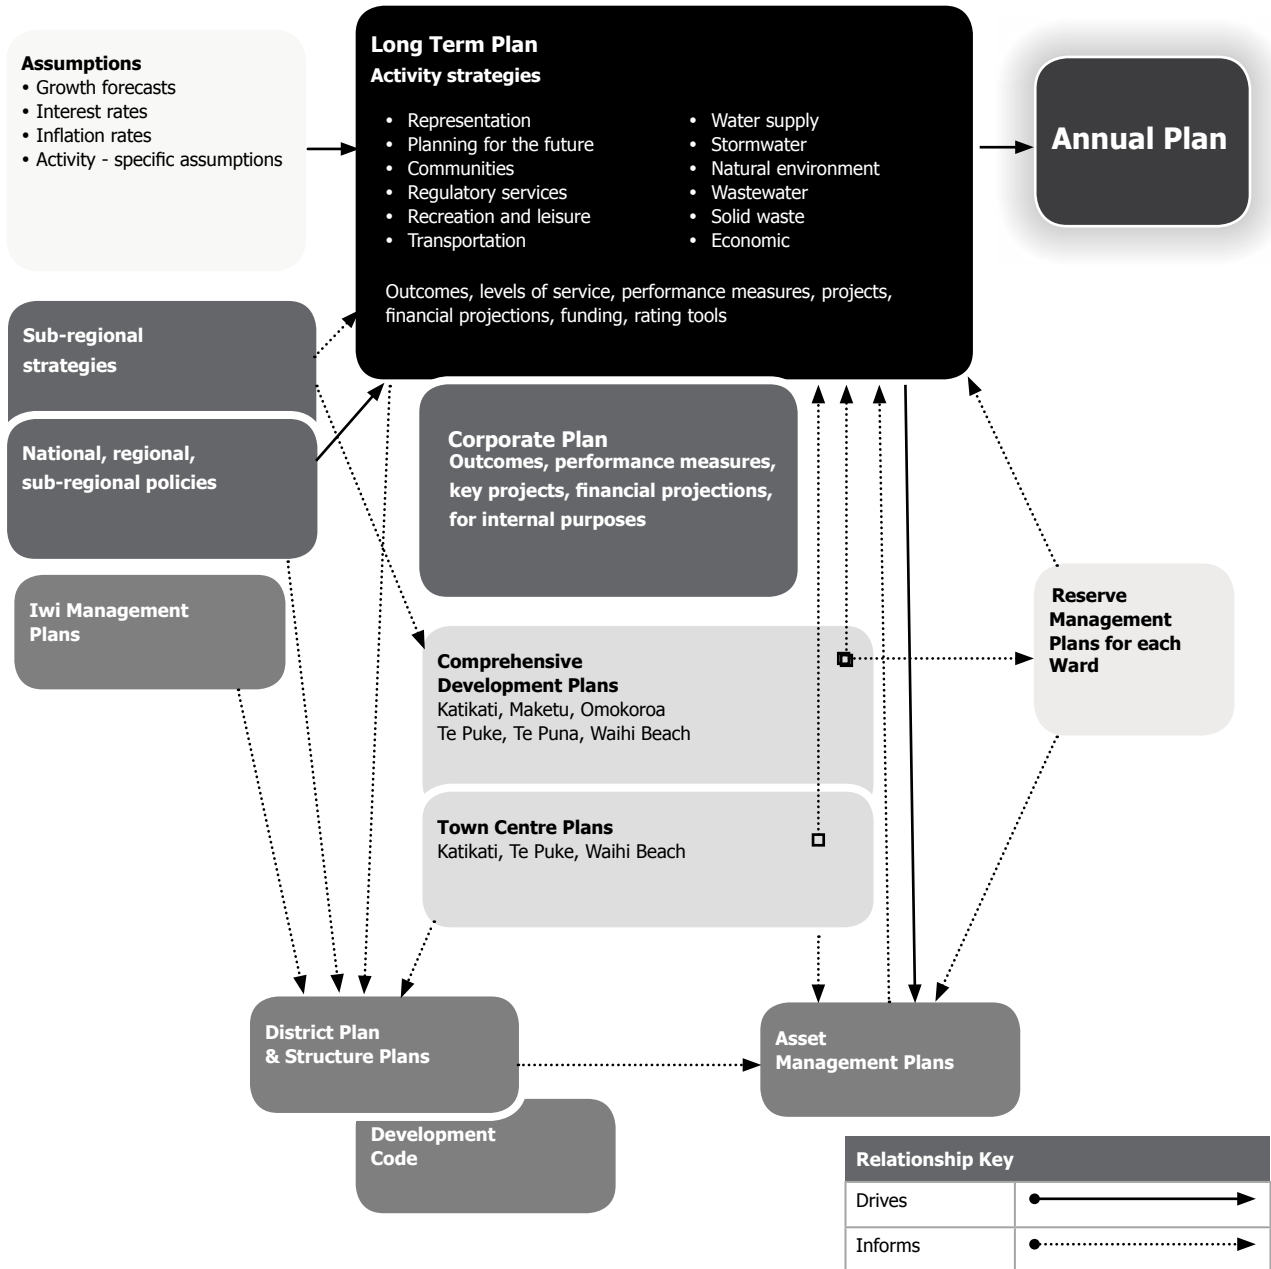 Assumptions
• Growth forecasts
• Interest rates
• Inflation rates
• Activity - specific assumptions
Long Term Plan
Activity strategies
• Representation
• Planning for the future
• Communities
• Regulatory services
• Recreation and leisure
• Transportation
• Water supply
• Stormwater
• Natural environment
• Wastewater
• Solid waste
• Economic
Outcomes, levels of service, performance measures, projects,
financial projections, funding, rating tools
Annual Plan
Sub-regional
strategies
National, regional,
sub-regional policies
Iwi Management
Plans
Corporate Plan
Outcomes, performance measures,
key projects, financial projections,
for internal purposes
Comprehensive
Development Plans
Katikati, Maketu, Omokoroa
Te Puke, Te Puna, Waihi Beach
Town Centre Plans
Katikati, Te Puke, Waihi Beach
Reserve
Management
Plans for each
Ward
District Plan
& Structure Plans
Development
Code
Asset
Management Plans
Relationship Key
Drives
Informs